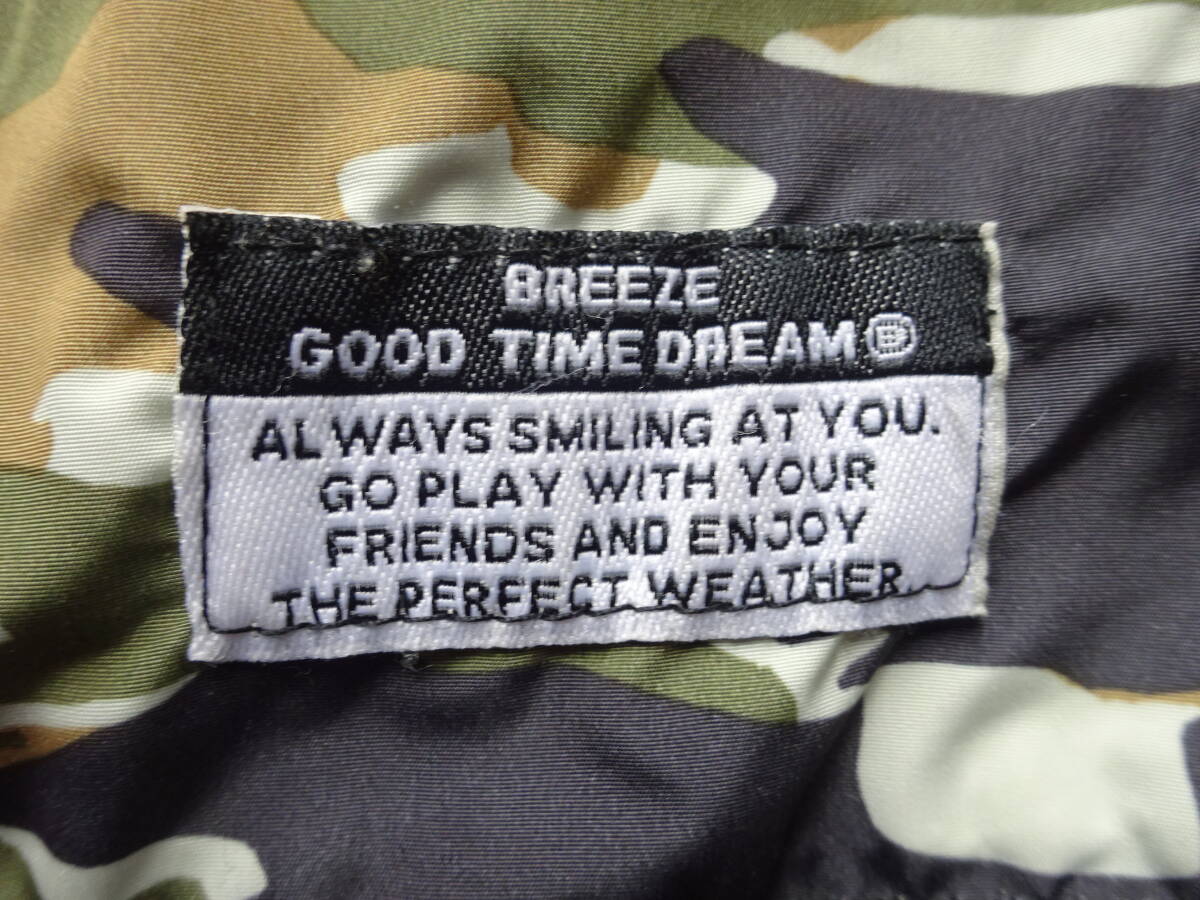 BREEZE
GOOD TIME DREAM®
ALWAYS SMILING AT YOU.
GO PLAY WITH YOUR
FRIENDS AND ENJOY
THE PERFECT WEATHER.